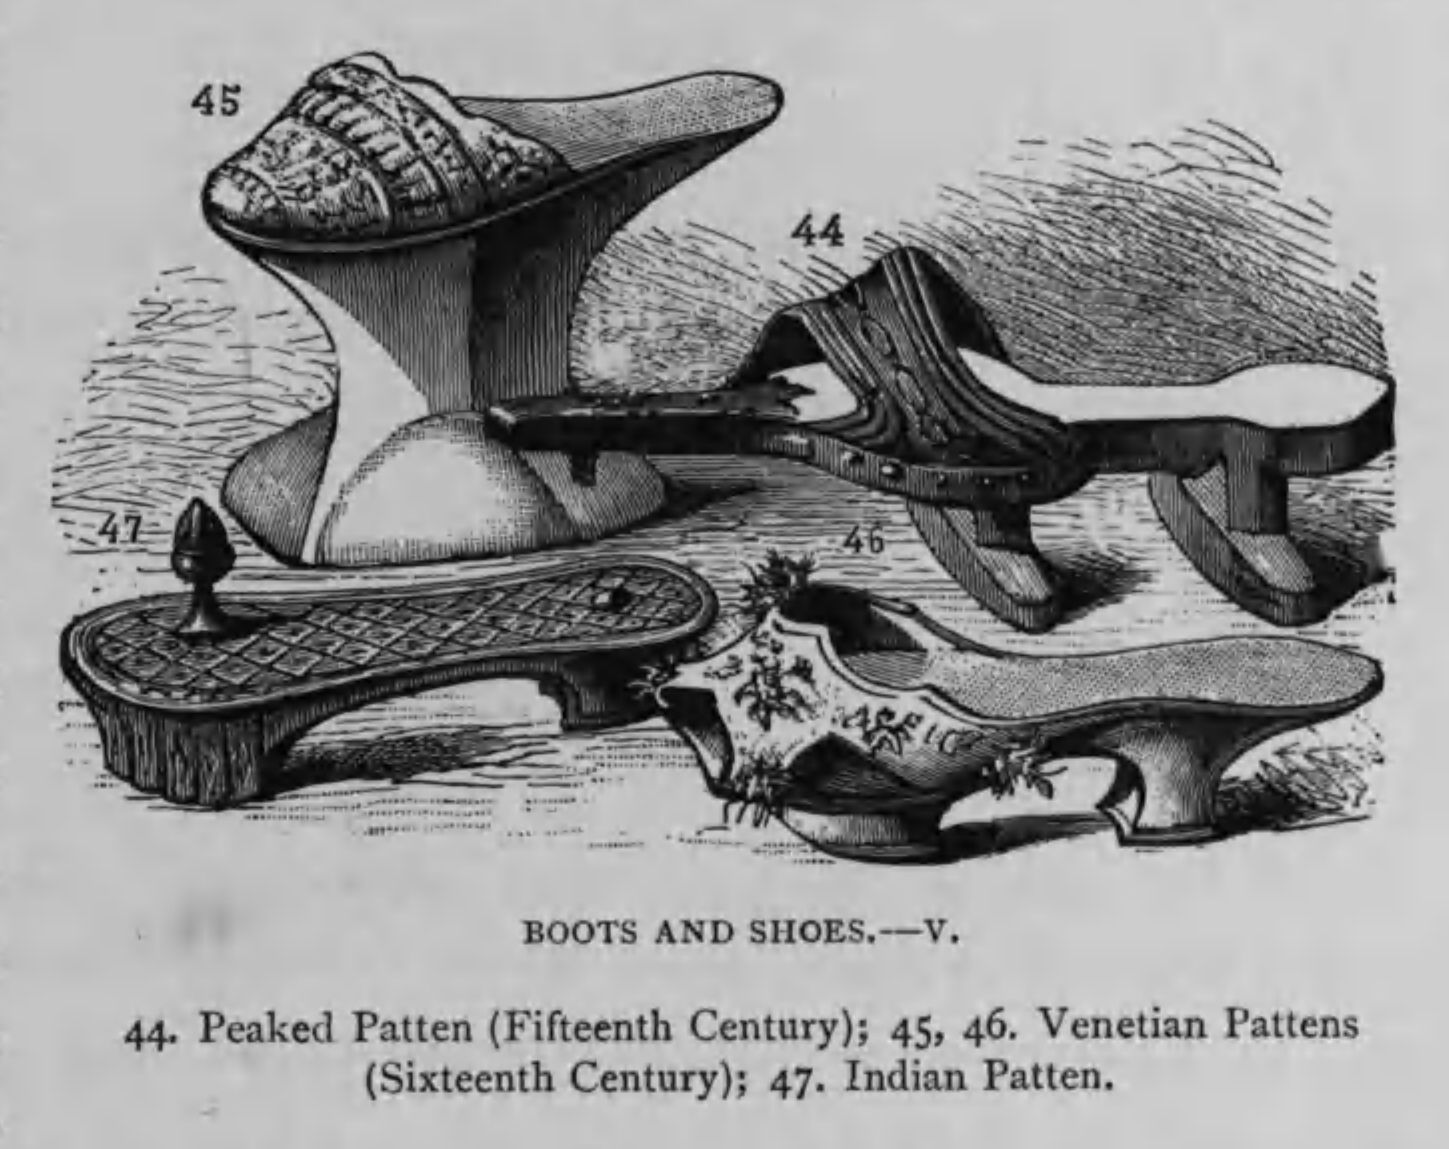 45
44
47
46
BOOTS AND SHOES.—V.
44. Peaked Patten (Fifteenth Century); 45, 46. Venetian Pattens
(Sixteenth Century); 47. Indian Patten.